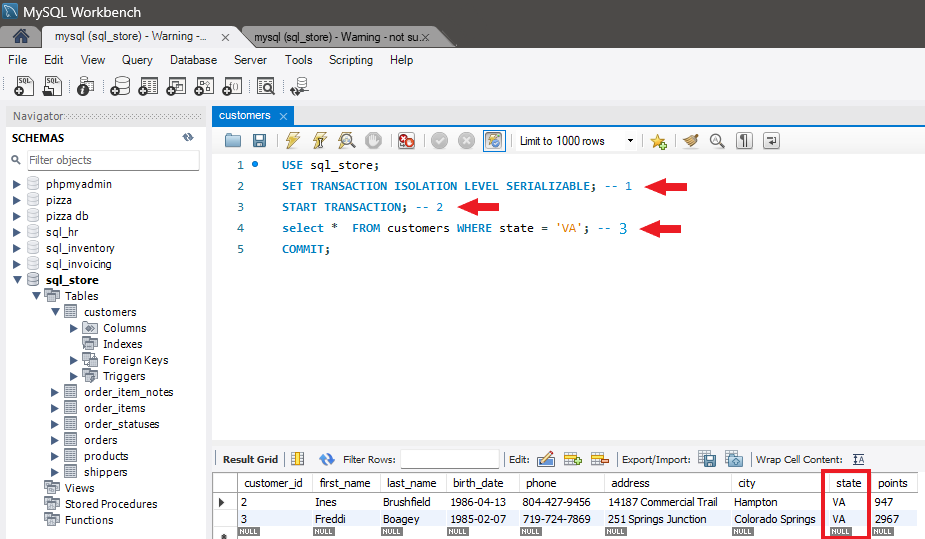 MySQL Workbench
mysql (sql_store) - Warning -... ×
mysql (sql_store) - Warning - not su... ×
File Edit View Query Database Server Tools Scripting Help
Navigator
SCHEMAS
Filter objects
phpmyadmin
pizza
pizza db
sql_hr
sql_inventory
sql_invoicing
sql_store
Tables
customers
Columns
Indexes
Foreign Keys
Triggers
order_item_notes
order_items
order_statuses
orders
products
shippers
Views
Stored Procedures
Functions
customers ×
Limit to 1000 rows
1 USE sql_store;
2 SET TRANSACTION ISOLATION LEVEL SERIALIZABLE; -- 1
3 START TRANSACTION; -- 2
4 select * FROM customers WHERE state = 'VA'; -- 3
5 COMMIT;
Result Grid Filter Rows: Edit: Export/Import: Wrap Cell Content: IA
customer_id first_name last_name birth_date phone address city state points
2 Ines Brushfield 1986-04-13 804-427-9456 14187 Commercial Trail Hampton VA 947
3 Freddi Boagey 1985-02-07 719-724-7869 251 Springs Junction Colorado Springs VA 2967
NULL NULL NULL NULL NULL NULL NULL NULL NULL